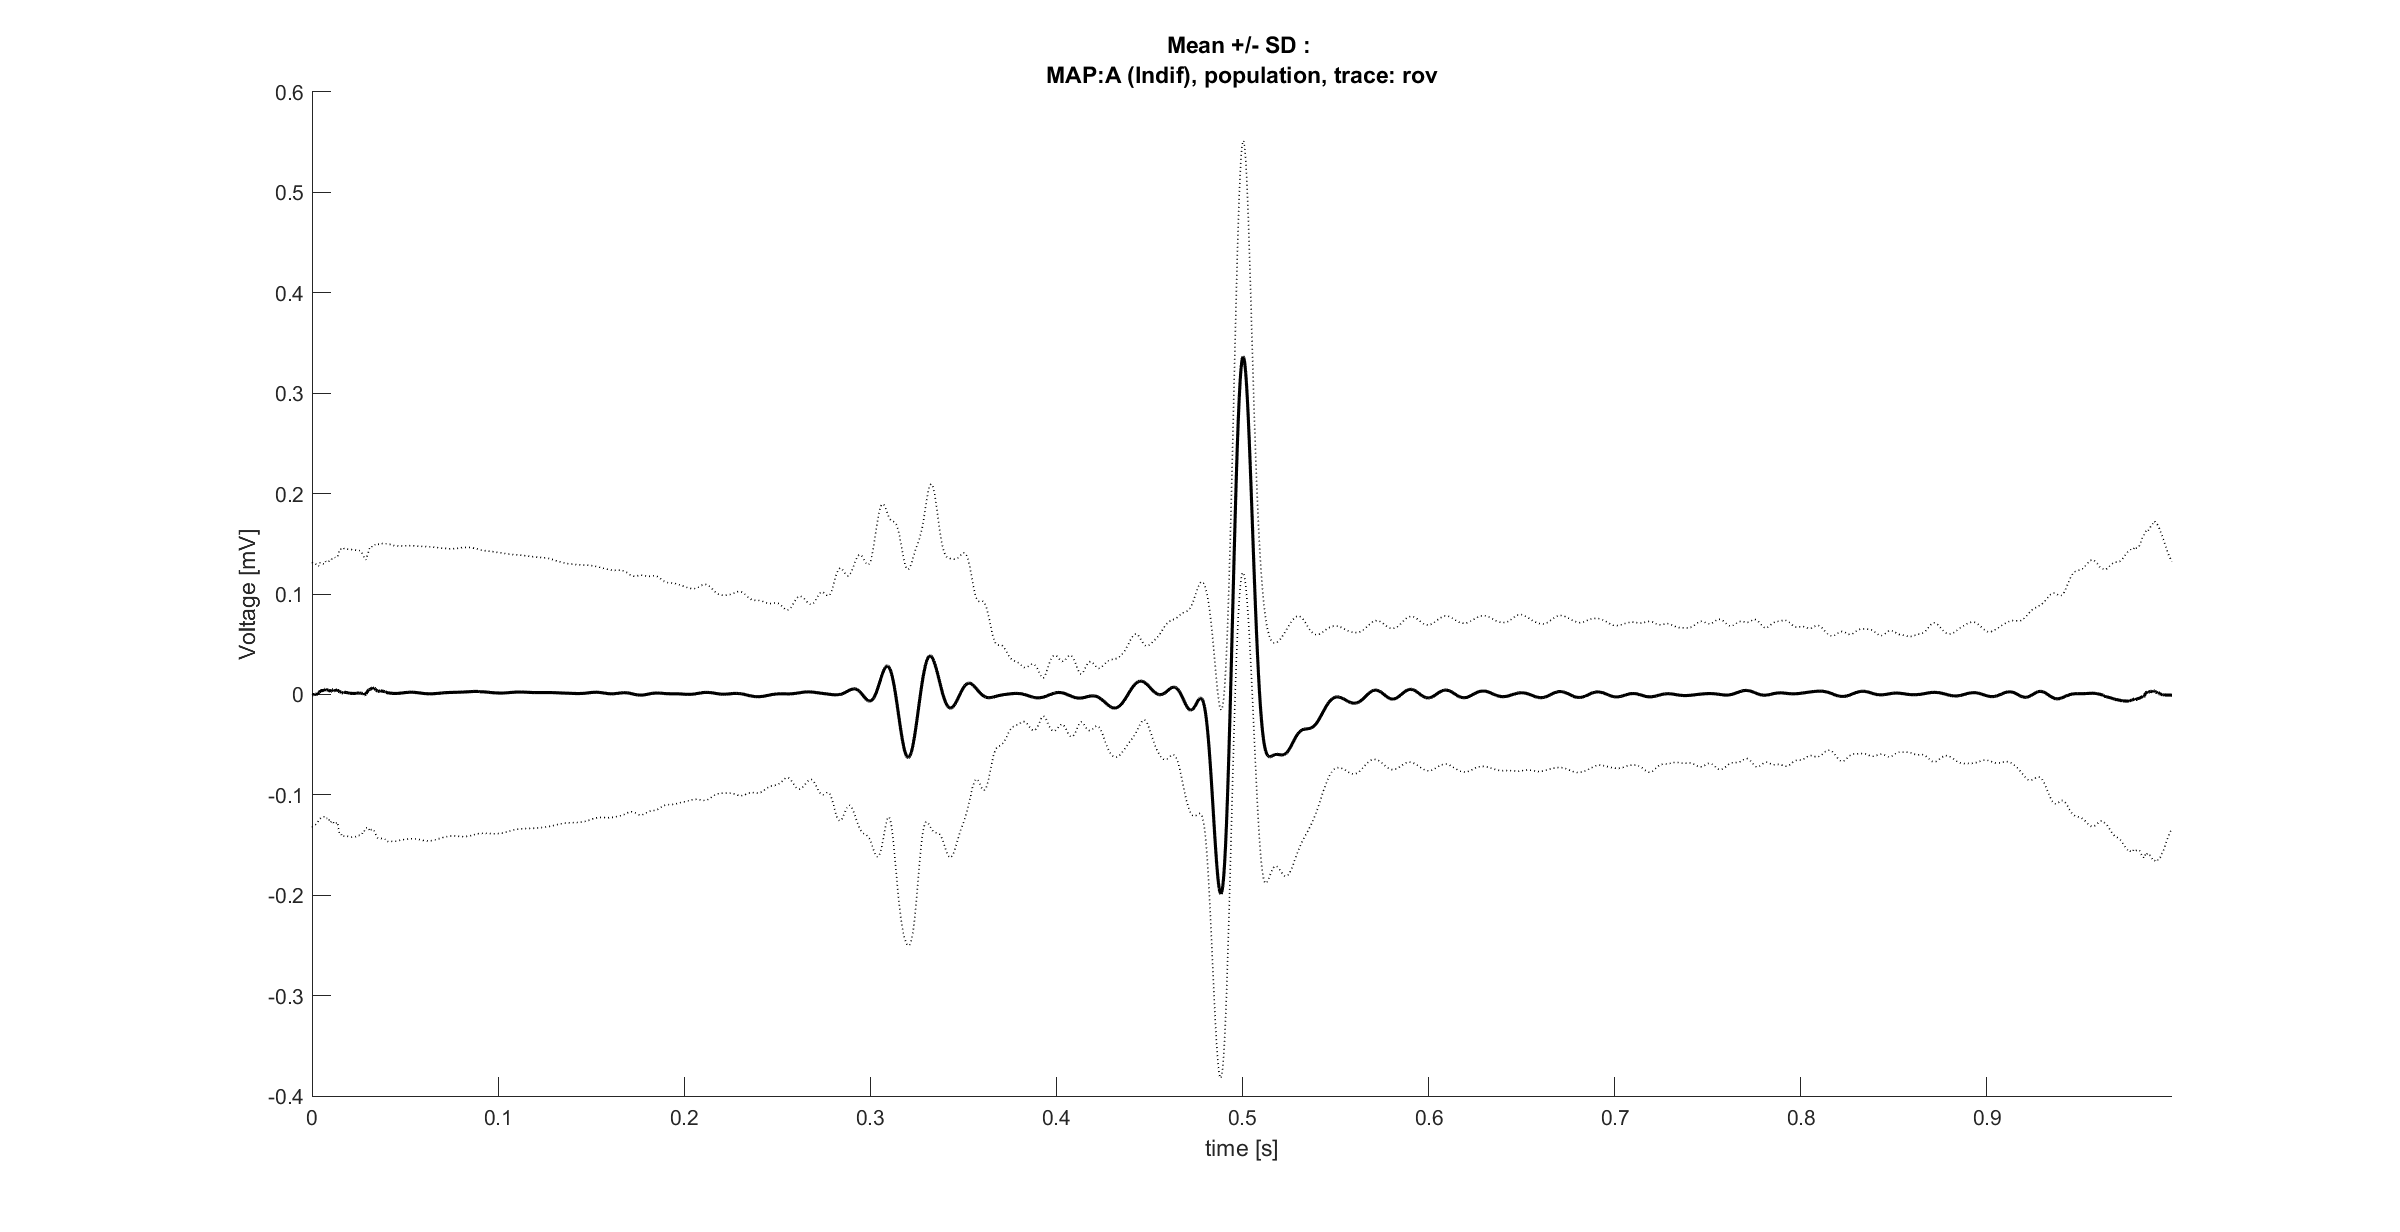 Mean +/- SD :
MAP:A (Indif), population, trace: rov
0.6
0.5
0.4
0.3
0.2
0.1
0
-0.1
-0.2
-0.3
-0.4
Voltage [mV]
0 0.1 0.2 0.3 0.4 0.5 0.6 0.7 0.8 0.9
time [s]